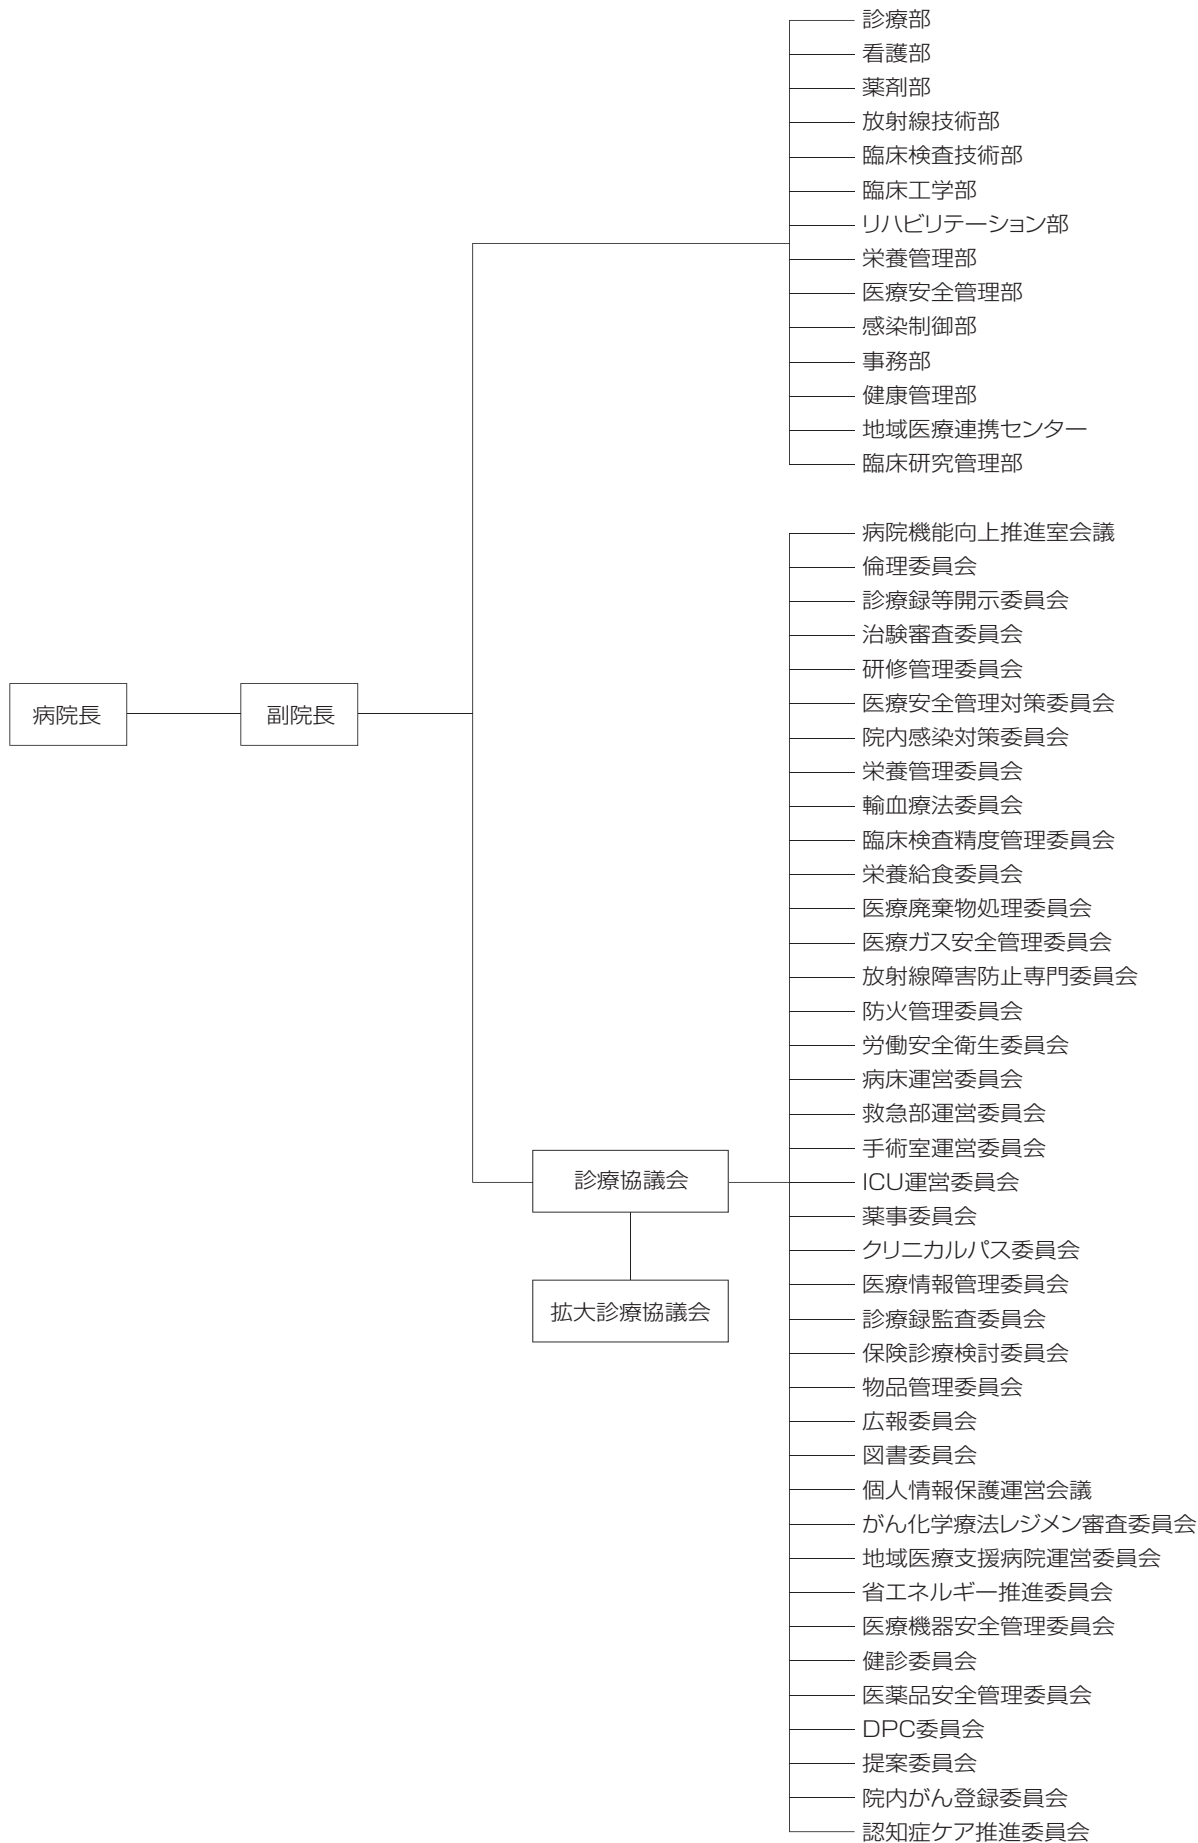 診療部
看護部
薬剤部
放射線技術部
臨床検査技術部
臨床工学部
リハビリテーション部
栄養管理部
医療安全管理部
感染制御部
事務部
健康管理部
地域医療連携センター
臨床研究管理部
病院長
副院長
診療協議会
拡大診療協議会
病院機能向上推進室会議
倫理委員会
診療録等開示委員会
治験審査委員会
研修管理委員会
医療安全管理対策委員会
院内感染対策委員会
栄養管理委員会
輸血療法委員会
臨床検査精度管理委員会
栄養給食委員会
医療廃棄物処理委員会
医療ガス安全管理委員会
放射線障害防止専門委員会
防火管理委員会
労働安全衛生委員会
病床運営委員会
救急部運営委員会
手術室運営委員会
ICU運営委員会
薬事委員会
クリニカルパス委員会
医療情報管理委員会
診療録監査委員会
保険診療検討委員会
物品管理委員会
広報委員会
図書委員会
個人情報保護運営会議
がん化学療法レジメン審査委員会
地域医療支援病院運営委員会
省エネルギー推進委員会
医療機器安全管理委員会
健診委員会
医薬品安全管理委員会
DPC委員会
提案委員会
院内がん登録委員会
認知症ケア推進委員会